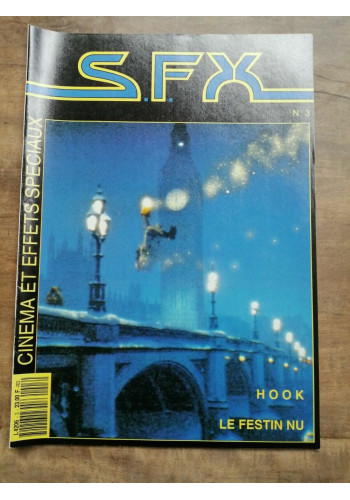 S.F.X
N° 3
CINEMA ET EFFETS SPECIAUX
HOOK
LE FESTIN NU